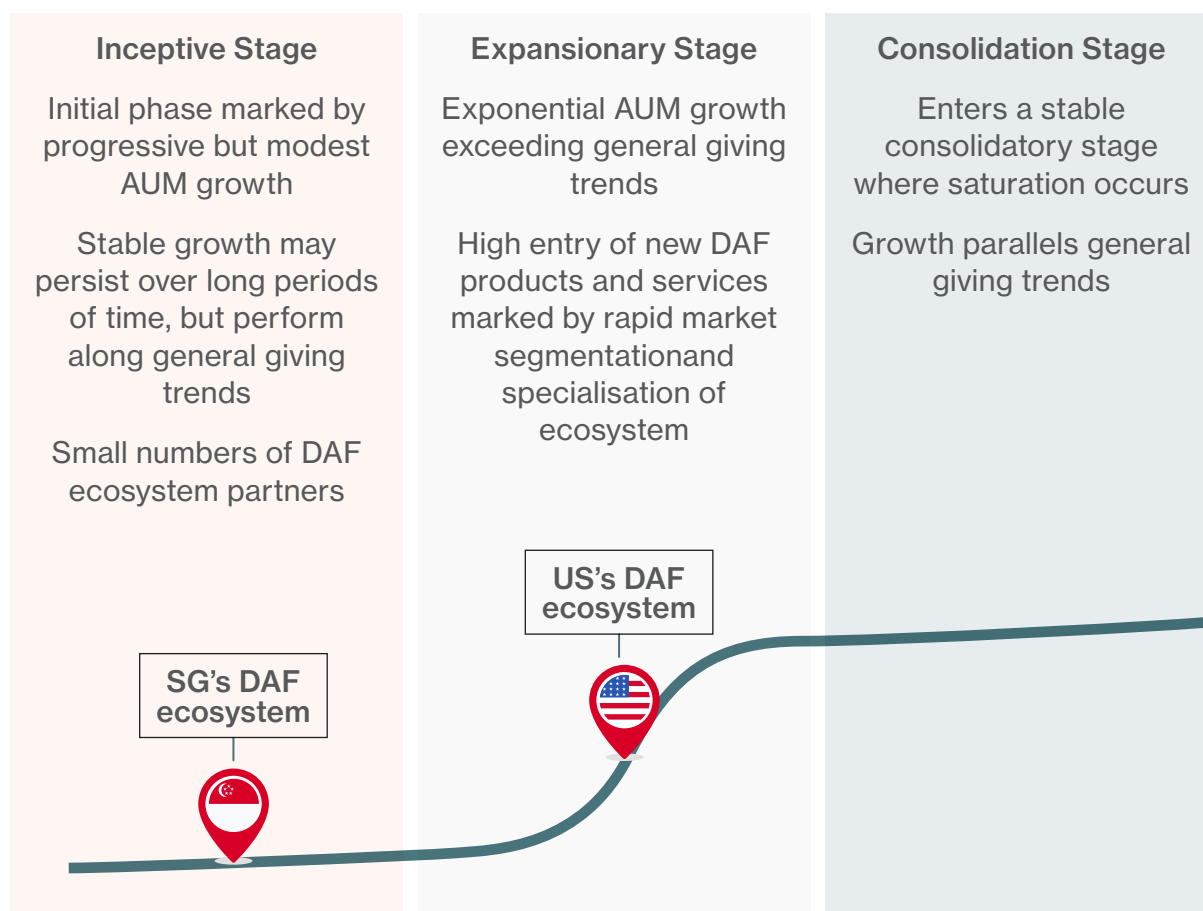 Inceptive Stage
Initial phase marked by
progressive but modest
AUM growth
Stable growth may
persist over long periods
of time, but perform
along general giving
trends
Small numbers of DAF
ecosystem partners
SG's DAF
ecosystem
Expansionary Stage
Exponential AUM growth
exceeding general giving
trends
High entry of new DAF
products and services
marked by rapid market
segmentationand
specialisation of
ecosystem
US's DAF
ecosystem
Consolidation Stage
Enters a stable
consolidatory stage
where saturation occurs
Growth parallels general
giving trends